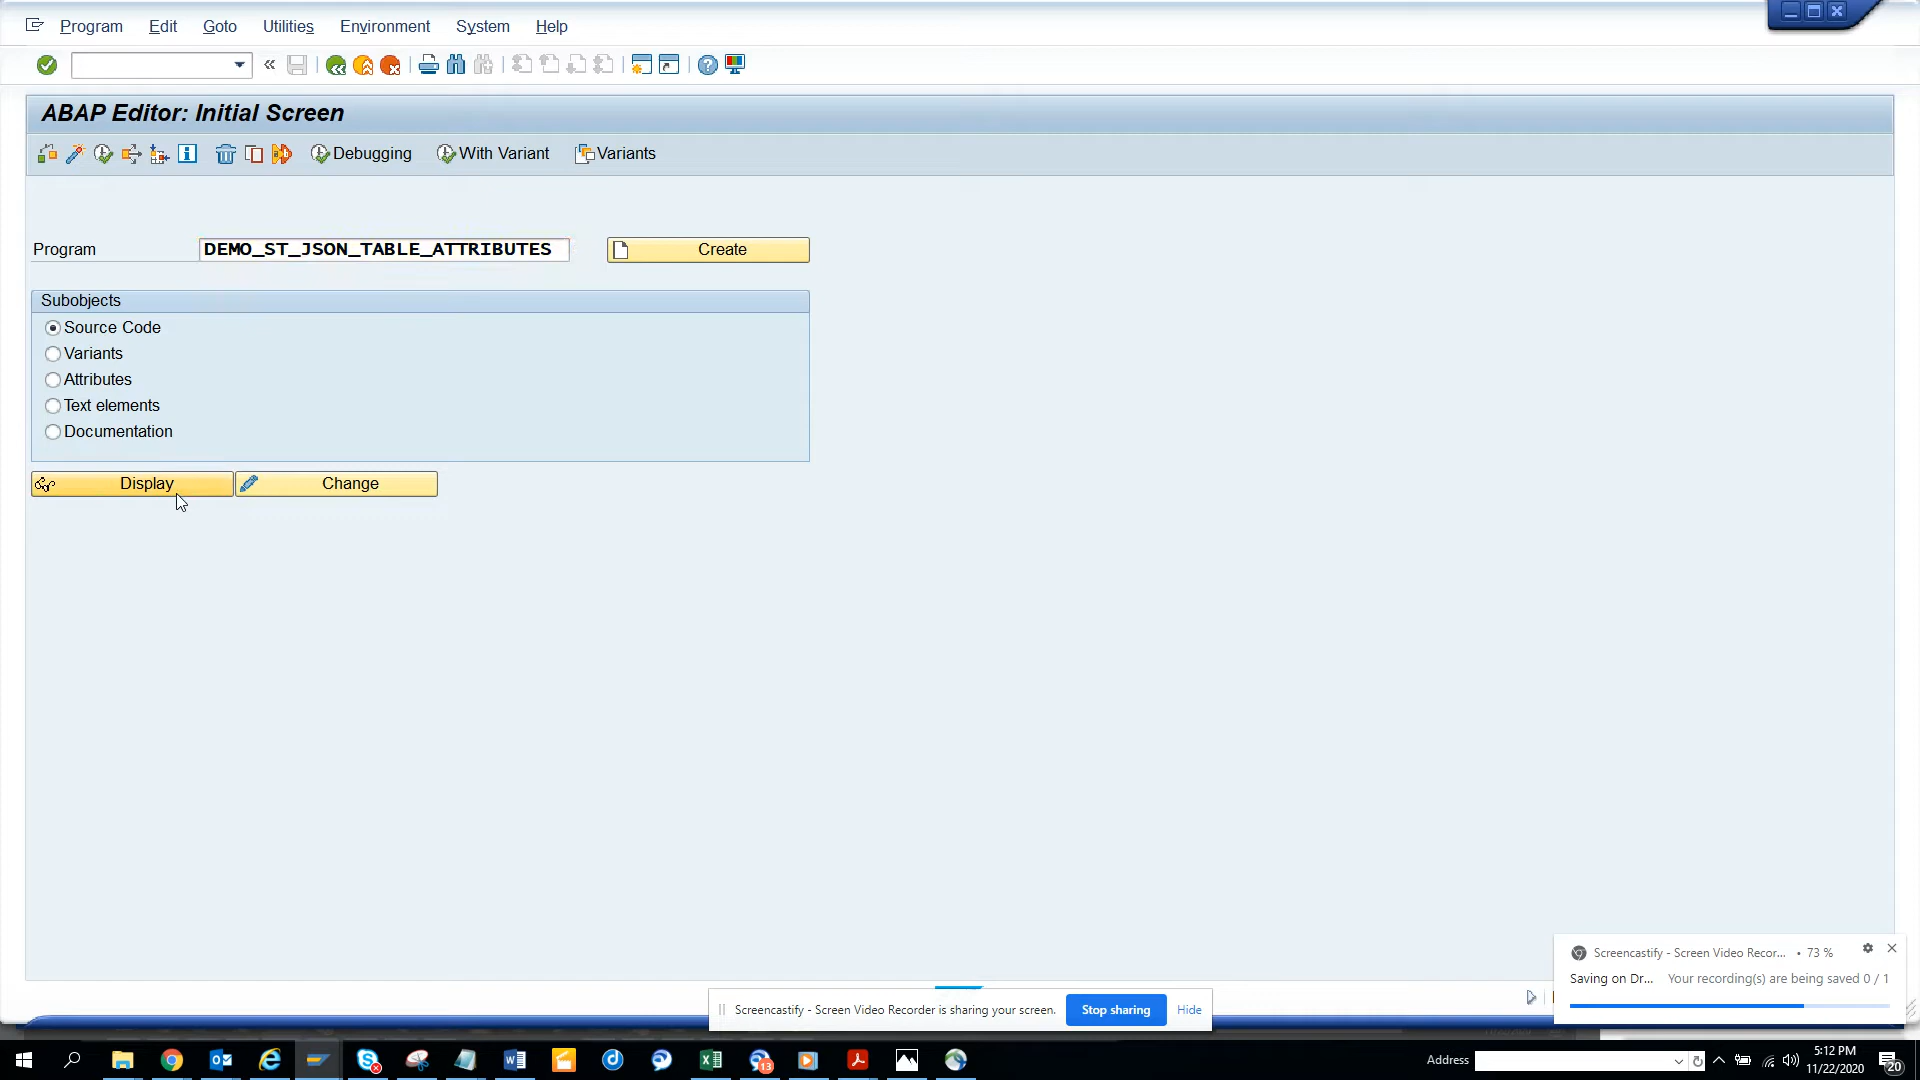 Program Edit Goto Utilities Environment System Help
ABAP Editor: Initial Screen
Debugging With Variant Variants
Program DEMO_ST_JSON_TABLE_ATTRIBUTES Create
Subobjects
Source Code
Variants
Attributes
Text elements
Documentation
Display Change
Screencastify - Screen Video Recor... • 73 %
Saving on Dr... Your recording(s) are being saved 0 / 1
Screencastify - Screen Video Recorder is sharing your screen. Stop sharing Hide
13
Address
5:12 PM
11/22/2020
20